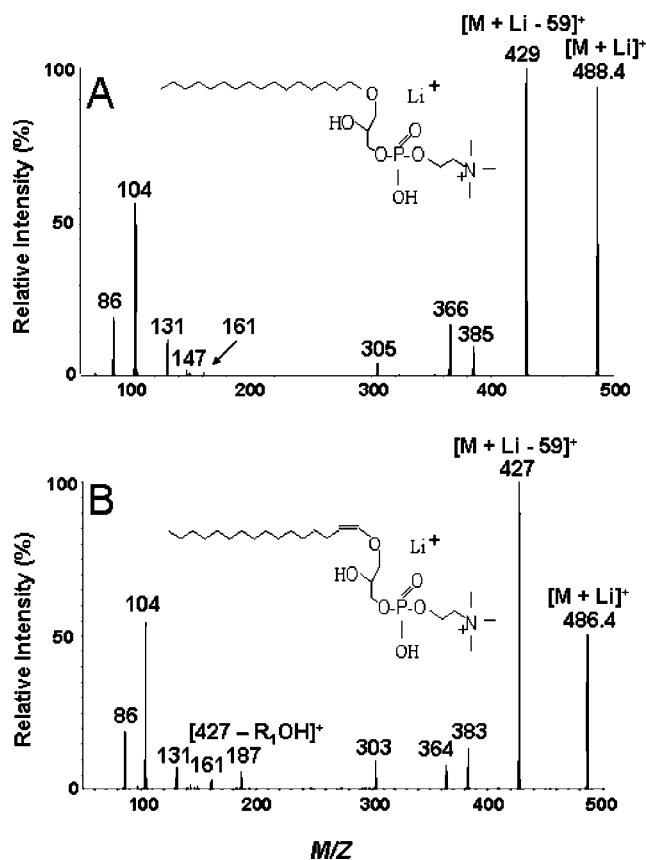 [M + Li - 59]⁺
429
[M + Li]⁺
488.4
A
Relative Intensity (%)
100
50
0
Li⁺
O
HO
O
O-P-O
N
+
OH
104
86
131
147
161
305
366
385
100
200
300
400
500
[M + Li - 59]⁺
427
[M + Li]⁺
486.4
B
Relative Intensity (%)
100
50
0
Li⁺
O
HO
O
O-P-O
N
+
OH
104
86
131
161
[427 – R₁OH]⁺
187
303
364
383
100
200
300
400
500
M/Z